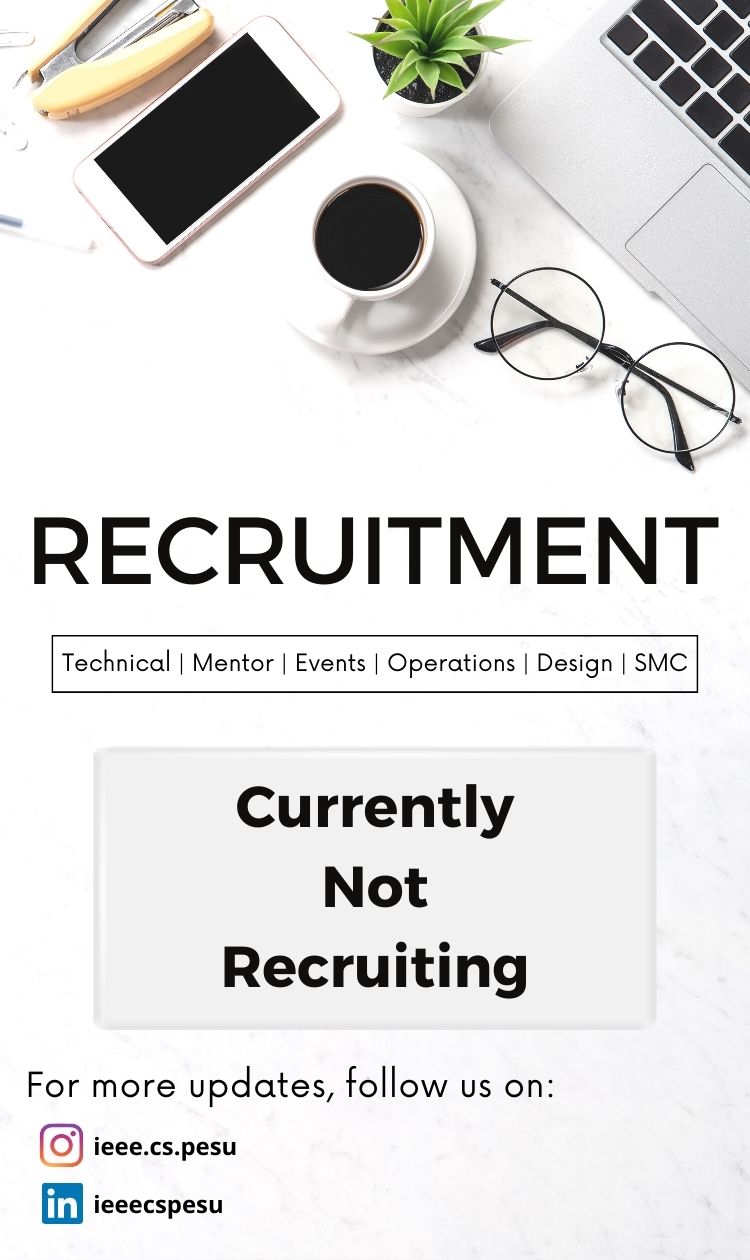 RECRUITMENT
Technical | Mentor | Events | Operations | Design | SMC
Currently
Not
Recruiting
For more updates, follow us on:
ieee.cs.pesu
in ieeecspesu